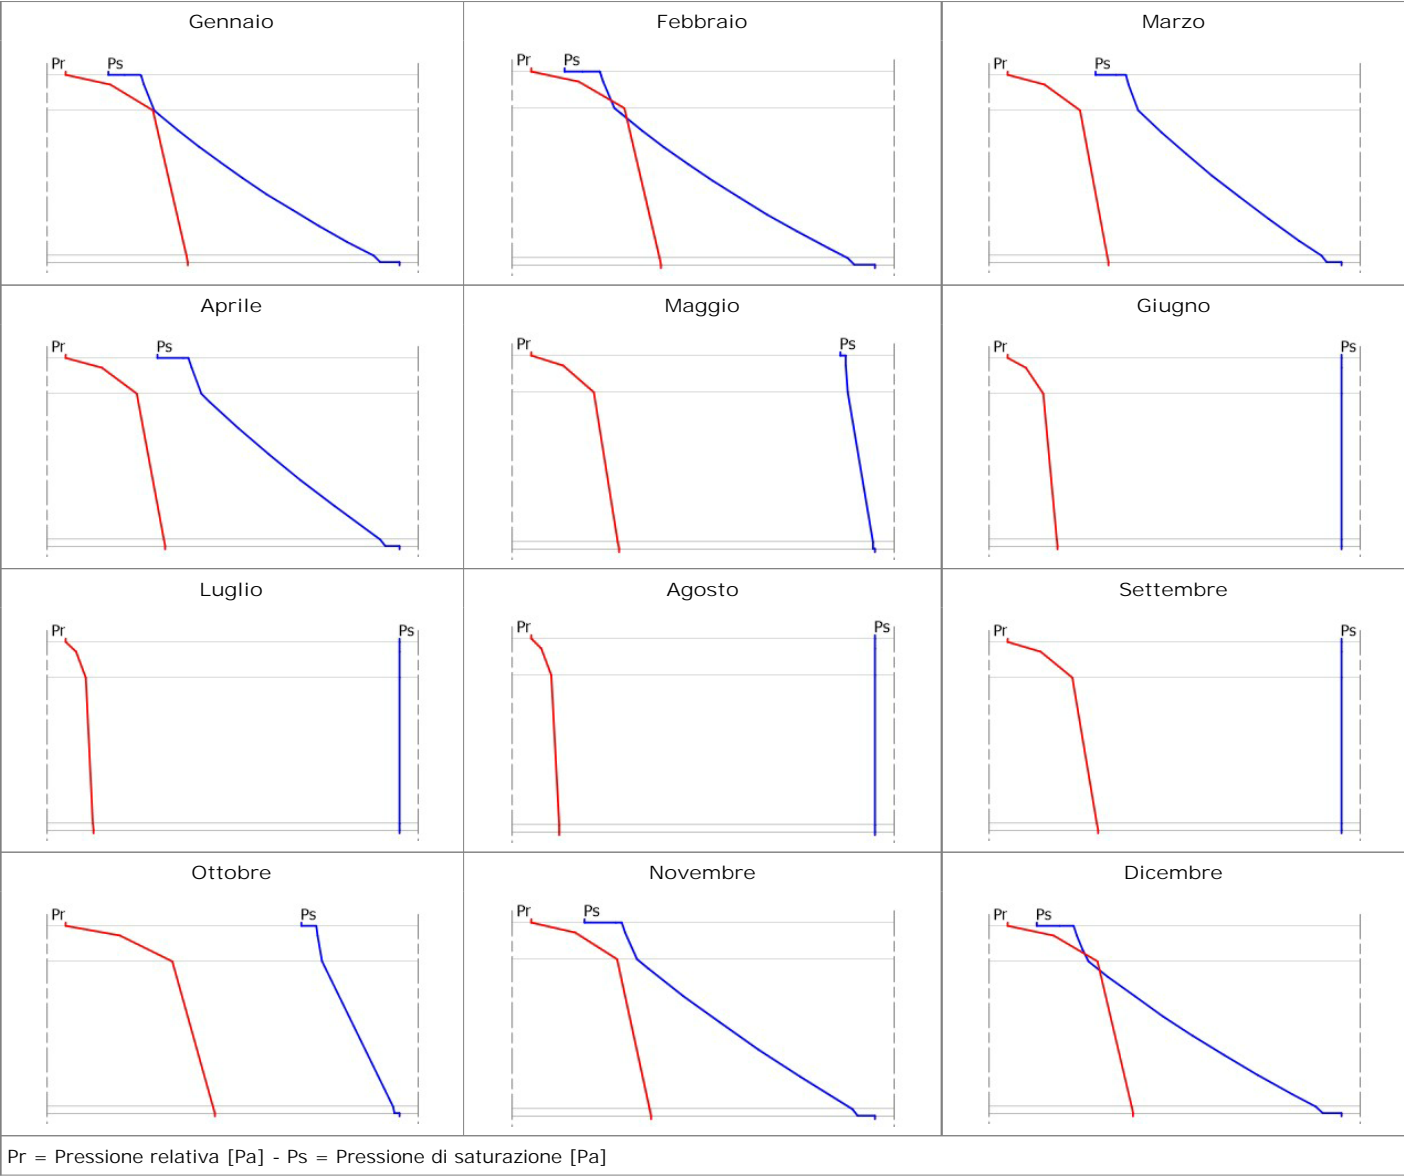 Gennaio
Febbraio
Marzo
Pr Ps
Pr Ps
Pr Ps
Aprile
Maggio
Giugno
Pr Ps
Pr Ps
Pr Ps
Luglio
Agosto
Settembre
Pr Ps
Pr Ps
Pr Ps
Ottobre
Novembre
Dicembre
Pr Ps
Pr Ps
Pr Ps
Pr = Pressione relativa [Pa] - Ps = Pressione di saturazione [Pa]